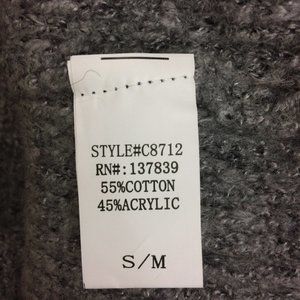 STYLE#C8712
RN#:137839
55%COTTON
45%ACRYLIC
S/M